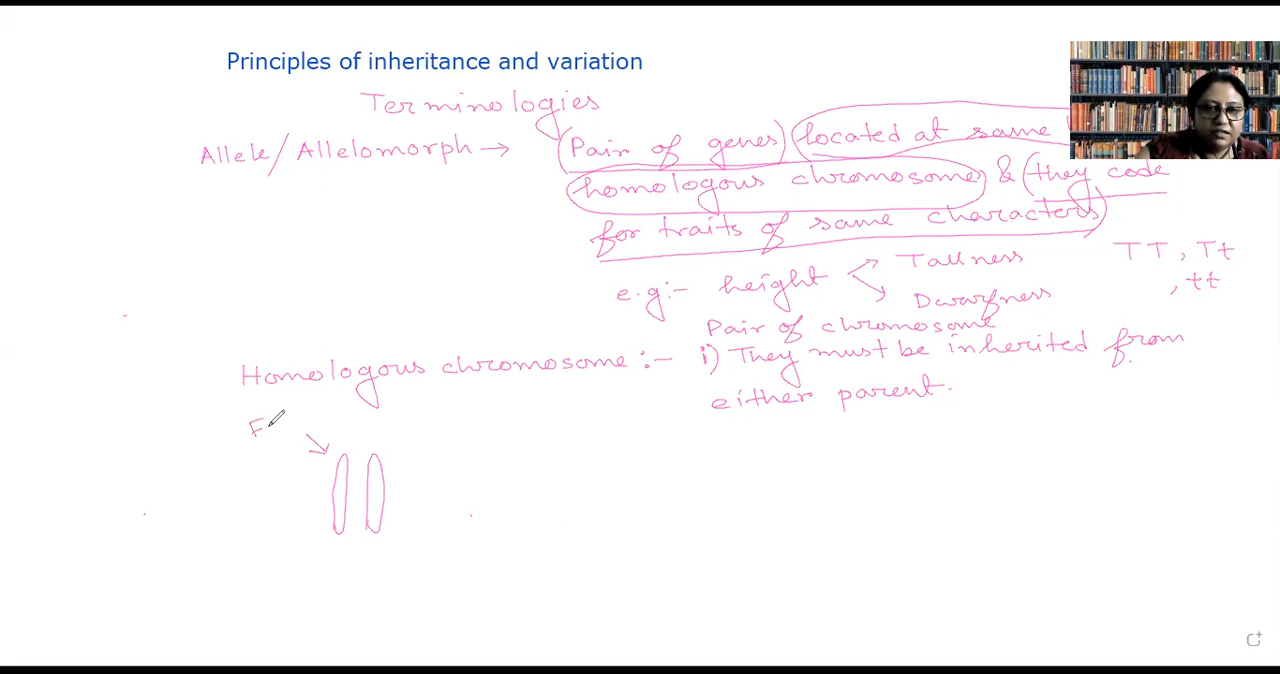 Principles of inheritance and variation
Terminologies
Allele/Allelomorph → (Pair of genes) (located at same
homologous chromosome) & (they code
for traits of same characters)
e.g:- height Tallness TT, Tt
Dwarfness , tt
Pair of chromosome
Homologous chromosome :- i) They must be inherited from
either parent.
F